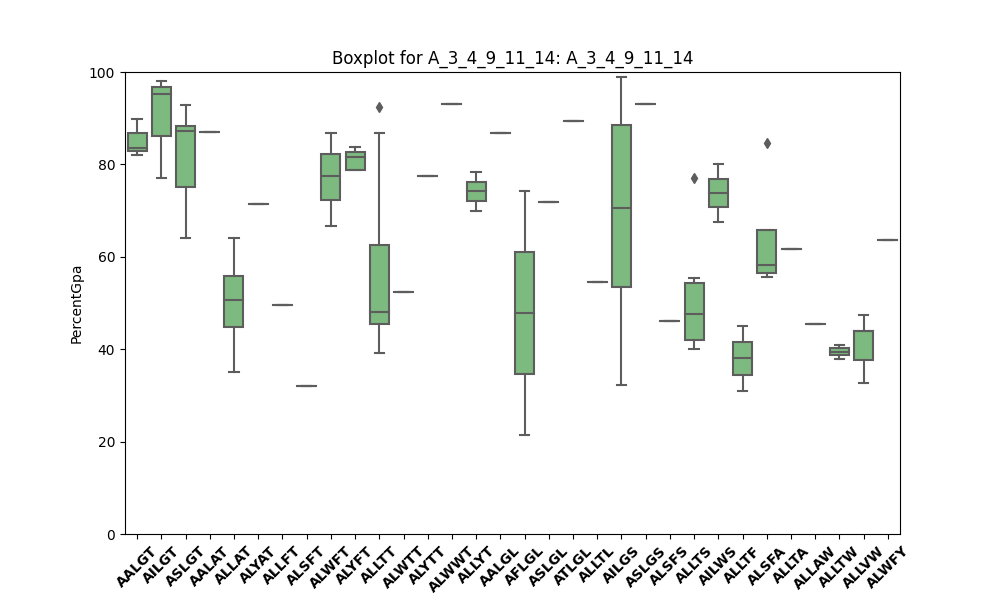 Boxplot for A_3_4_9_11_14: A_3_4_9_11_14
PercentGpa
100
80
60
40
20
0
AALGT
AILGT
ASLGT
AALAT
ALLAT
ALYAT
ALLFT
ALSFT
ALWFT
ALYFT
ALLTT
ALWTT
ALYTT
ALWWT
ALLYT
AALGL
AFLGL
ASLGL
ATLGL
ALLTL
AILGS
ASLGS
ALSFS
ALLTS
AILWS
ALLTF
ALSFA
ALLTA
ALLAW
ALLTW
ALLVW
ALWFY